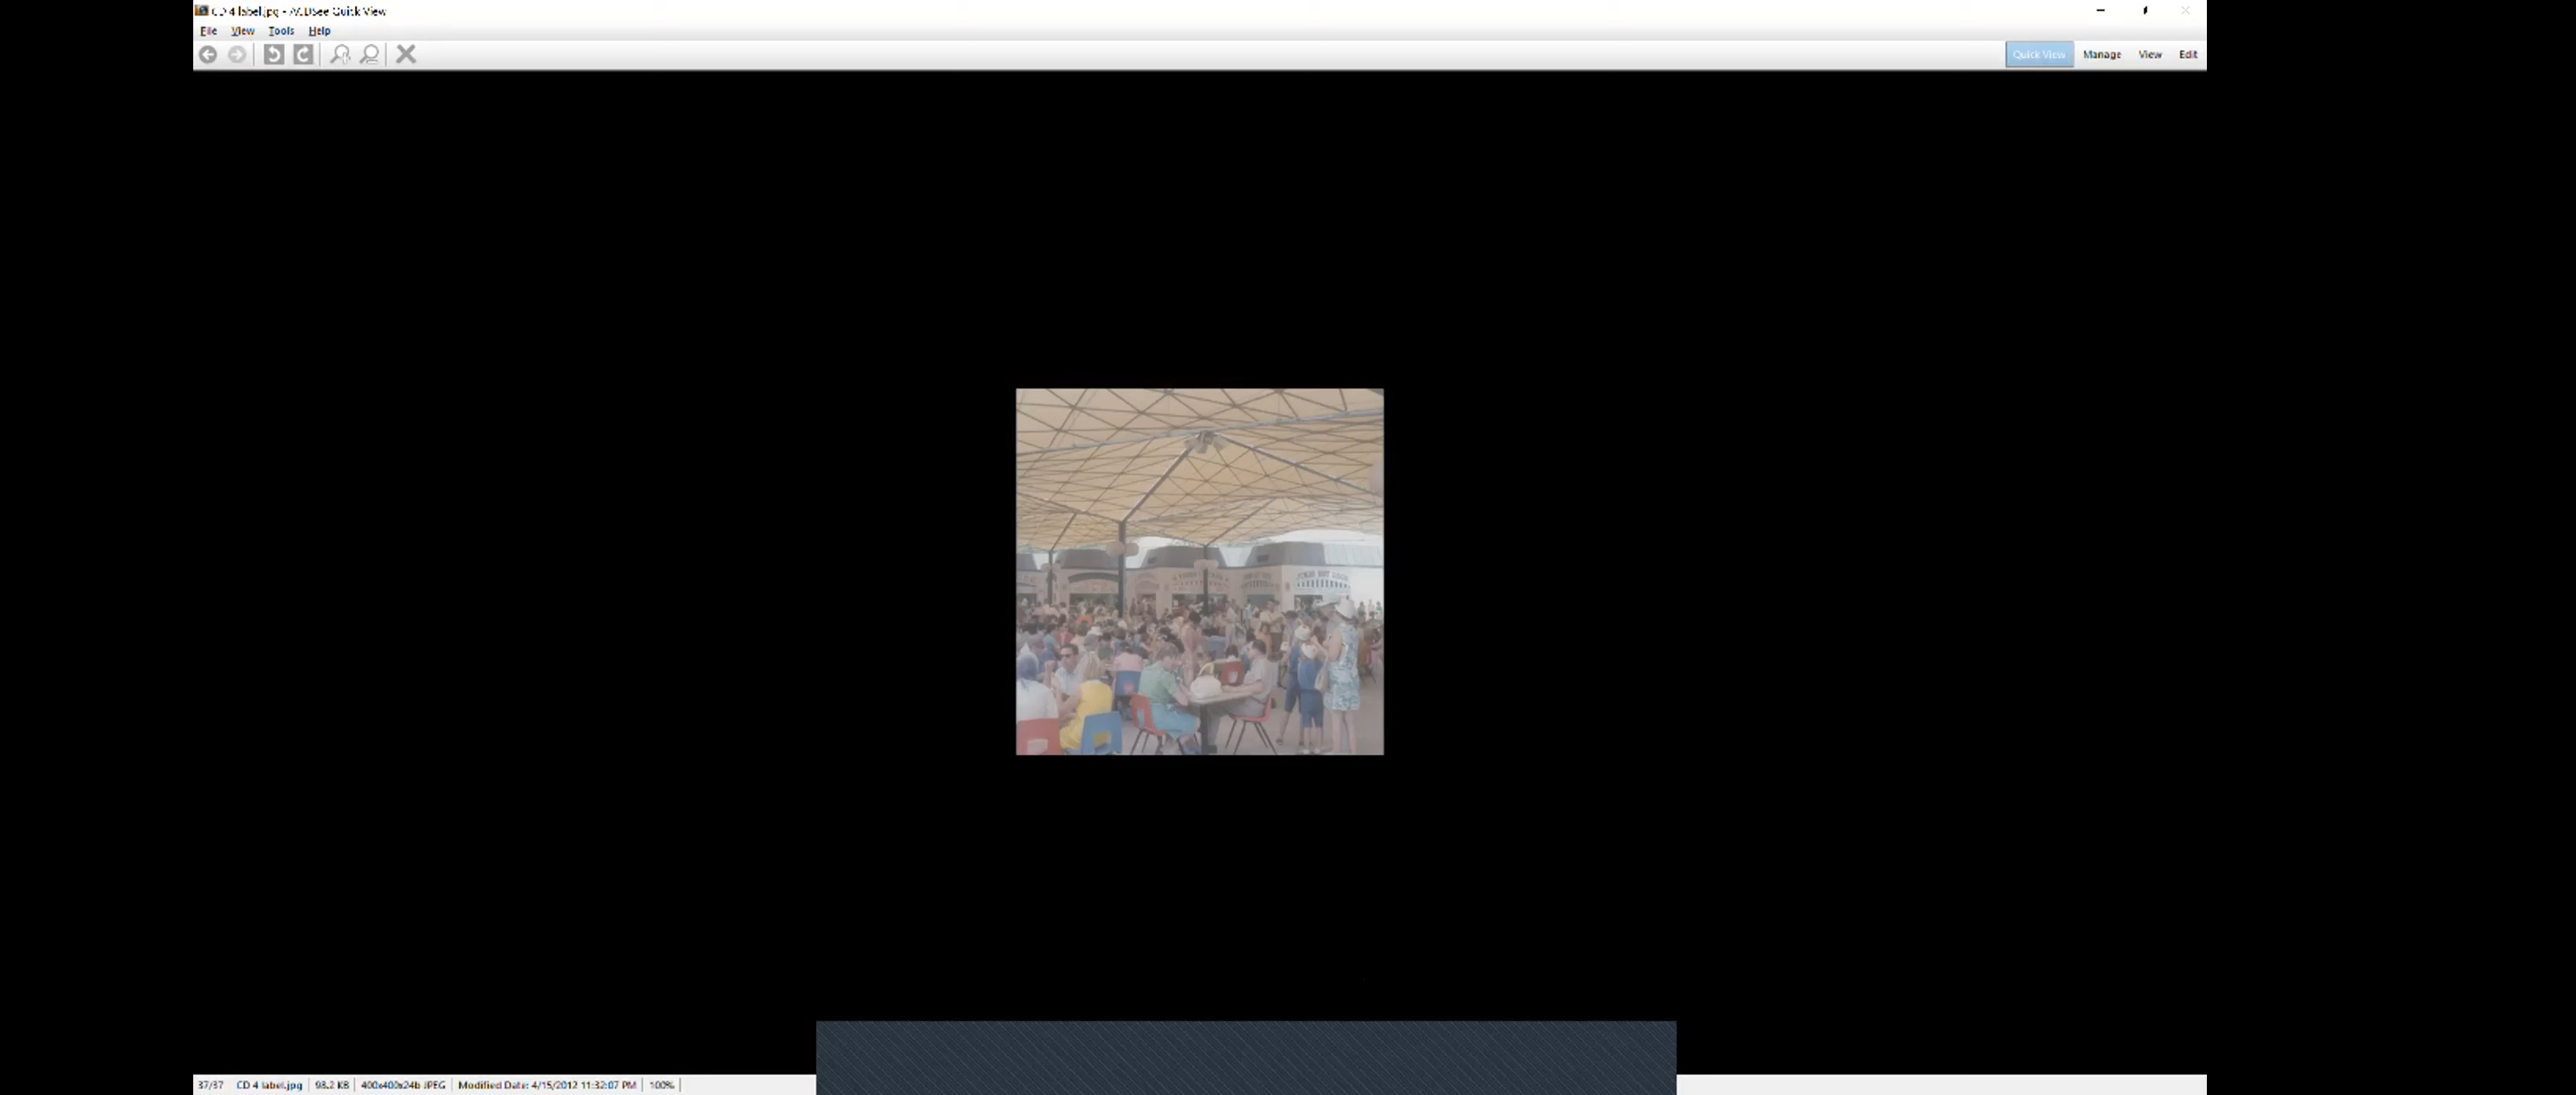 CD 4 label.jpg - ACDSee Quick View
File View Tools Help
Quick View Manage View Edit
37/37 CD 4 label.jpg 98.2 KB 400x400x24b JPEG Modified Date: 4/15/2012 11:32:07 PM 100%